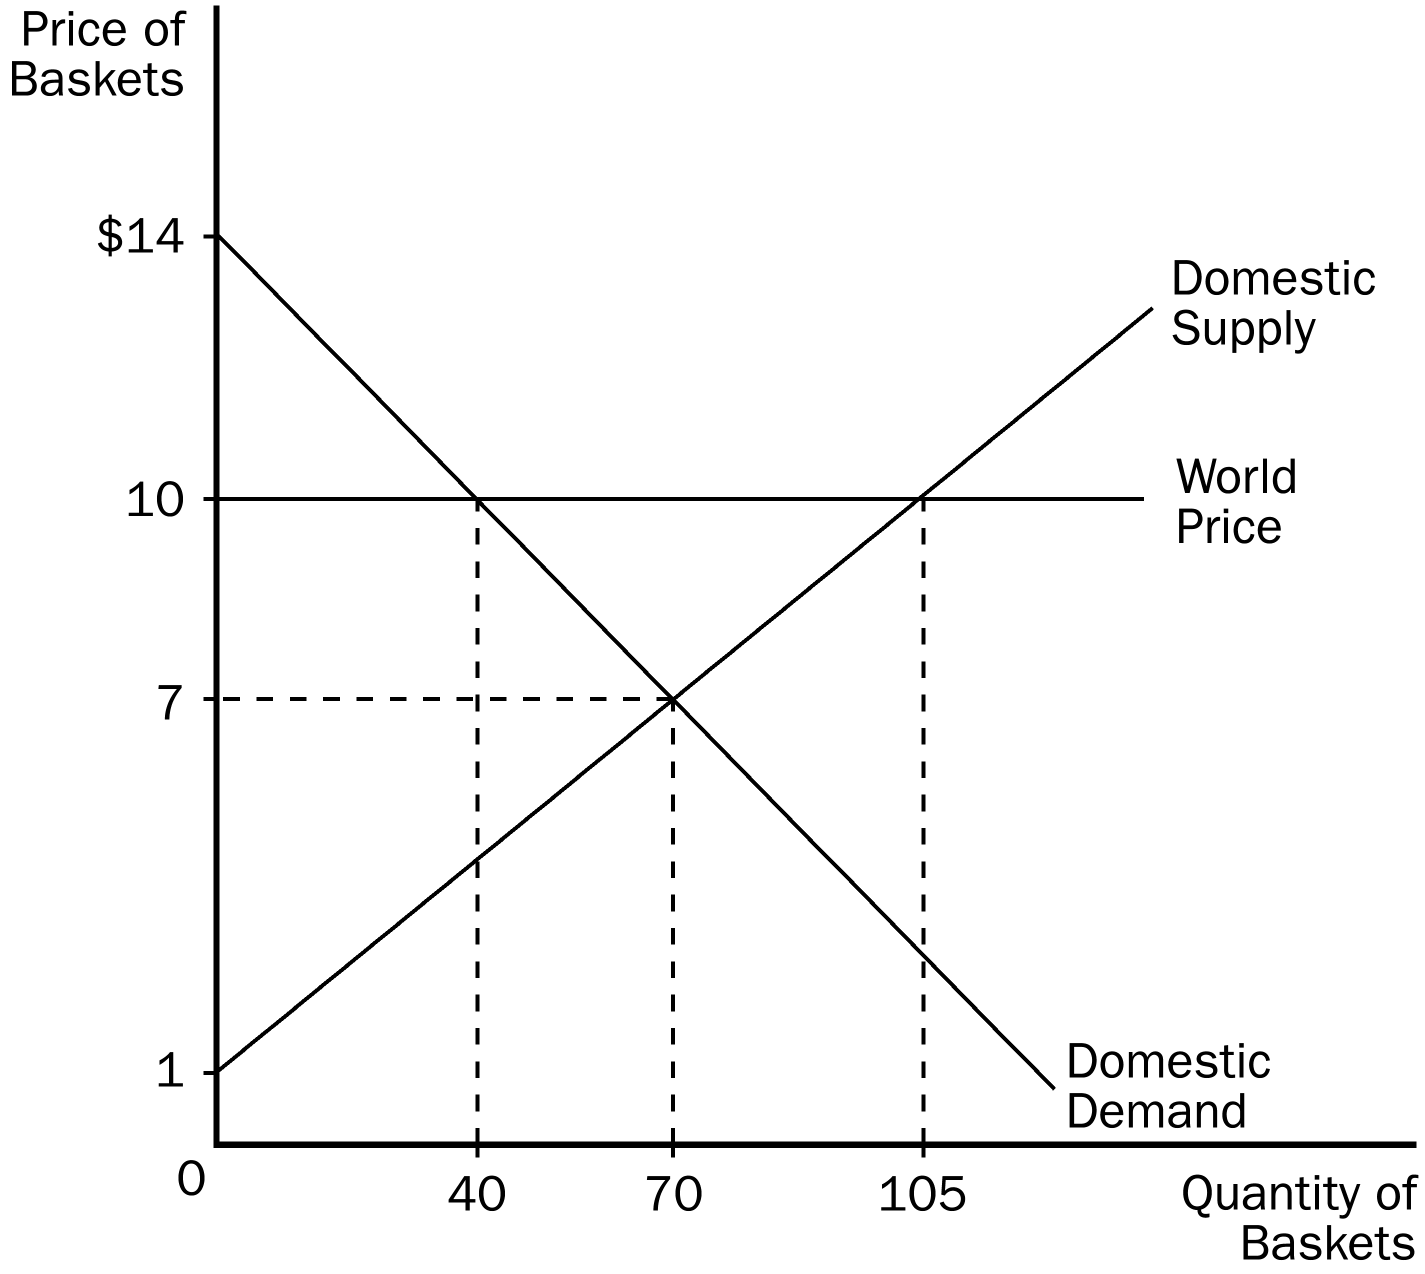 Price of
Baskets
$14
Domestic
Supply
World
Price
10
7
1
Domestic
Demand
0
40
70
105
Quantity of
Baskets